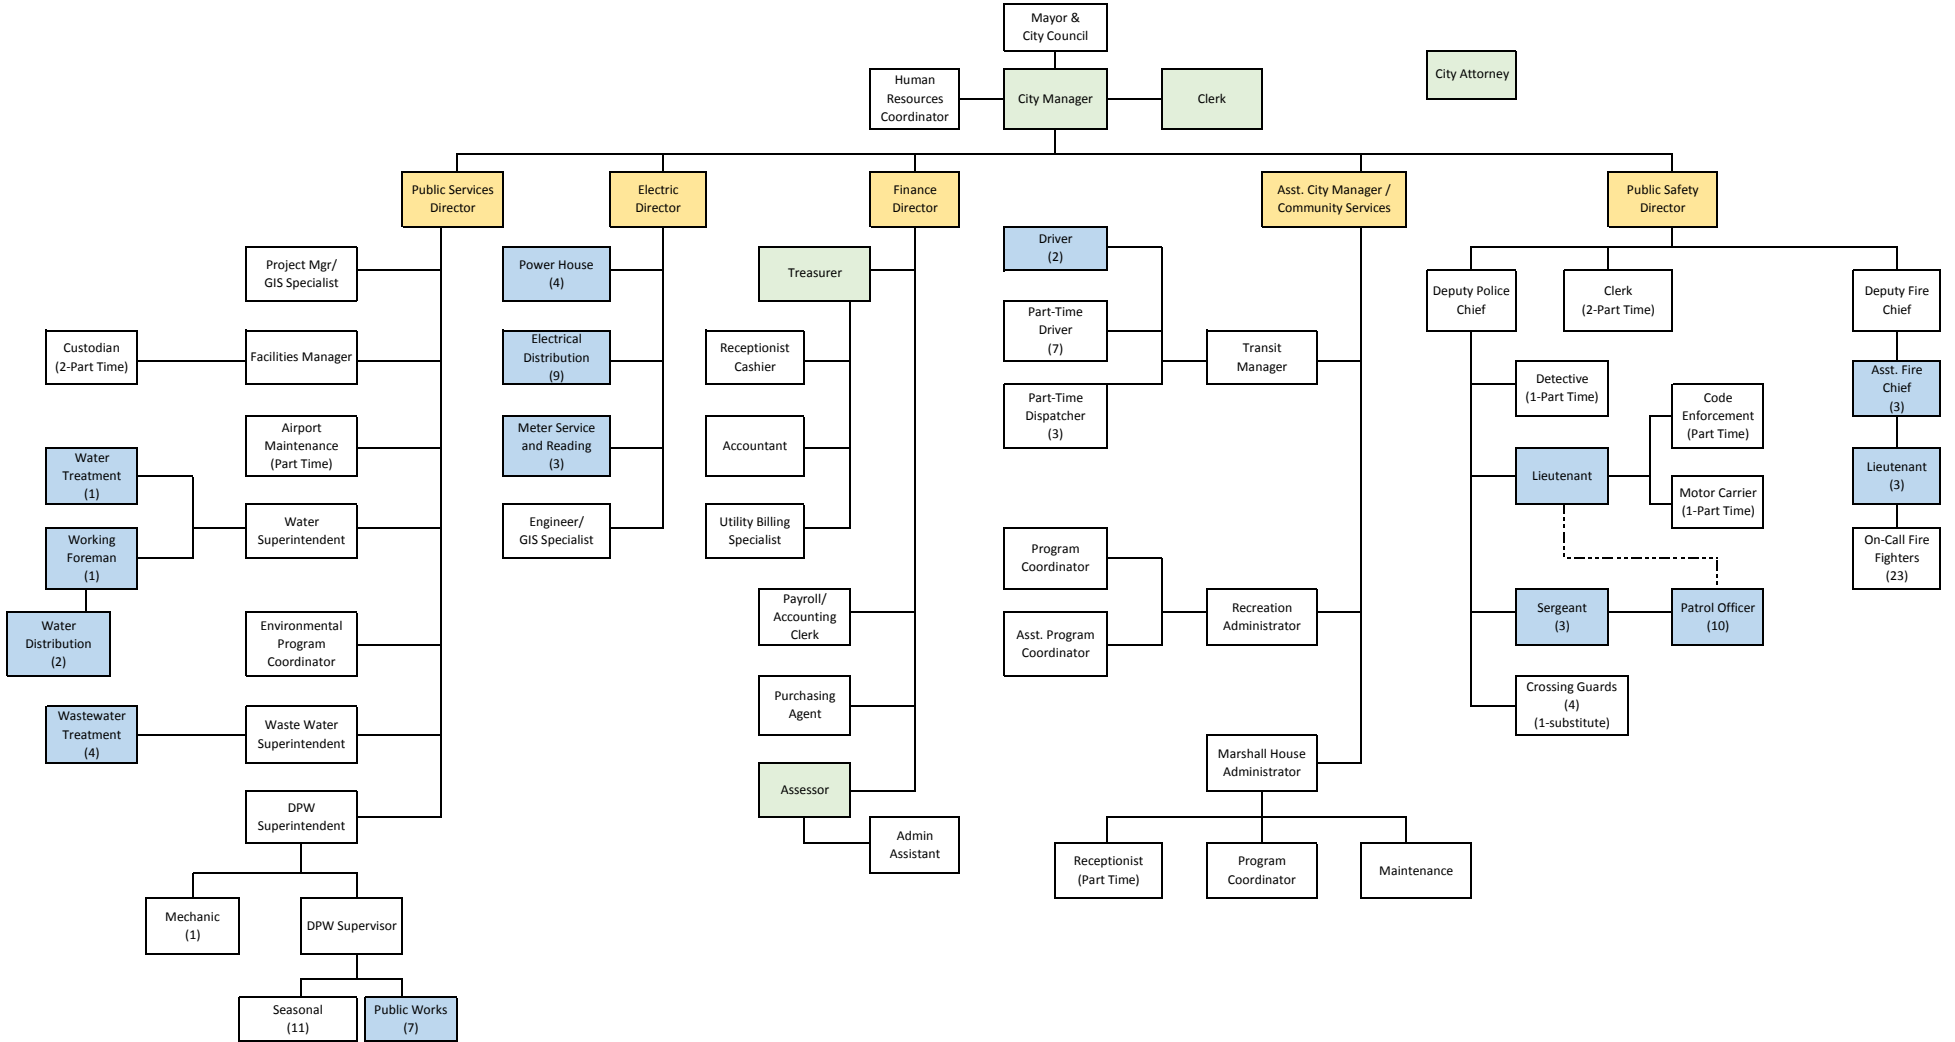 Mayor &
City Council
City Attorney
Human
Resources
Coordinator
City Manager
Clerk
Public Services
Director
Electric
Director
Finance
Director
Asst. City Manager /
Community Services
Public Safety
Director
Project Mgr/
GIS Specialist
Custodian
(2-Part Time)
Facilities Manager
Airport
Maintenance
(Part Time)
Water
Treatment
(1)
Water
Superintendent
Working
Foreman
(1)
Water
Distribution
(2)
Environmental
Program
Coordinator
Wastewater
Treatment
(4)
Waste Water
Superintendent
DPW
Superintendent
Mechanic
(1)
DPW Supervisor
Seasonal
(11)
Public Works
(7)
Power House
(4)
Electrical
Distribution
(9)
Meter Service
and Reading
(3)
Engineer/
GIS Specialist
Treasurer
Receptionist
Cashier
Accountant
Utility Billing
Specialist
Payroll/
Accounting
Clerk
Purchasing
Agent
Assessor
Admin
Assistant
Driver
(2)
Part-Time
Driver
(7)
Part-Time
Dispatcher
(3)
Transit
Manager
Program
Coordinator
Asst. Program
Coordinator
Recreation
Administrator
Marshall House
Administrator
Receptionist
(Part Time)
Program
Coordinator
Maintenance
Deputy Police
Chief
Clerk
(2-Part Time)
Deputy Fire
Chief
Detective
(1-Part Time)
Lieutenant
Code
Enforcement
(Part Time)
Motor Carrier
(1-Part Time)
Sergeant
(3)
Patrol Officer
(10)
Crossing Guards
(4)
(1-substitute)
Asst. Fire
Chief
(3)
Lieutenant
(3)
On-Call Fire
Fighters
(23)